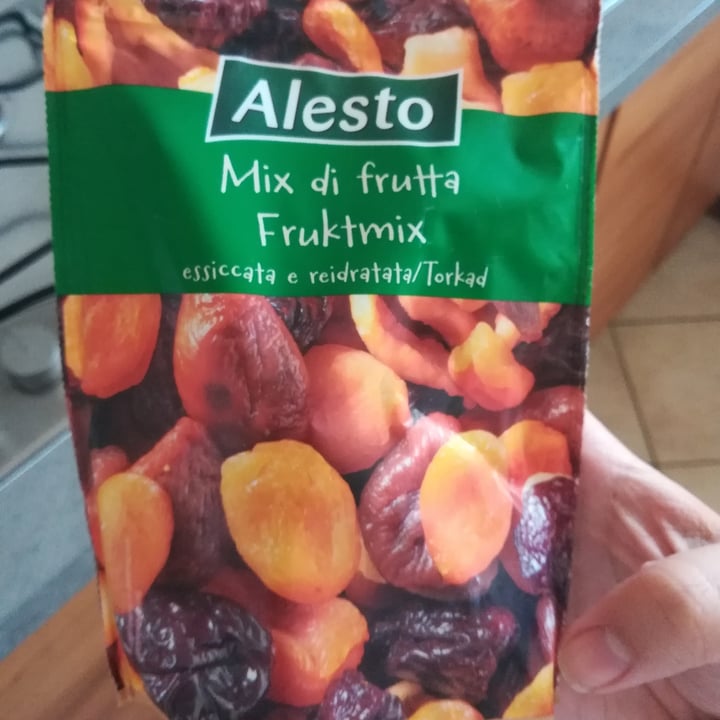 Alesto
Mix di frutta
Fruktmix
essiccata e reidratata/Torkad